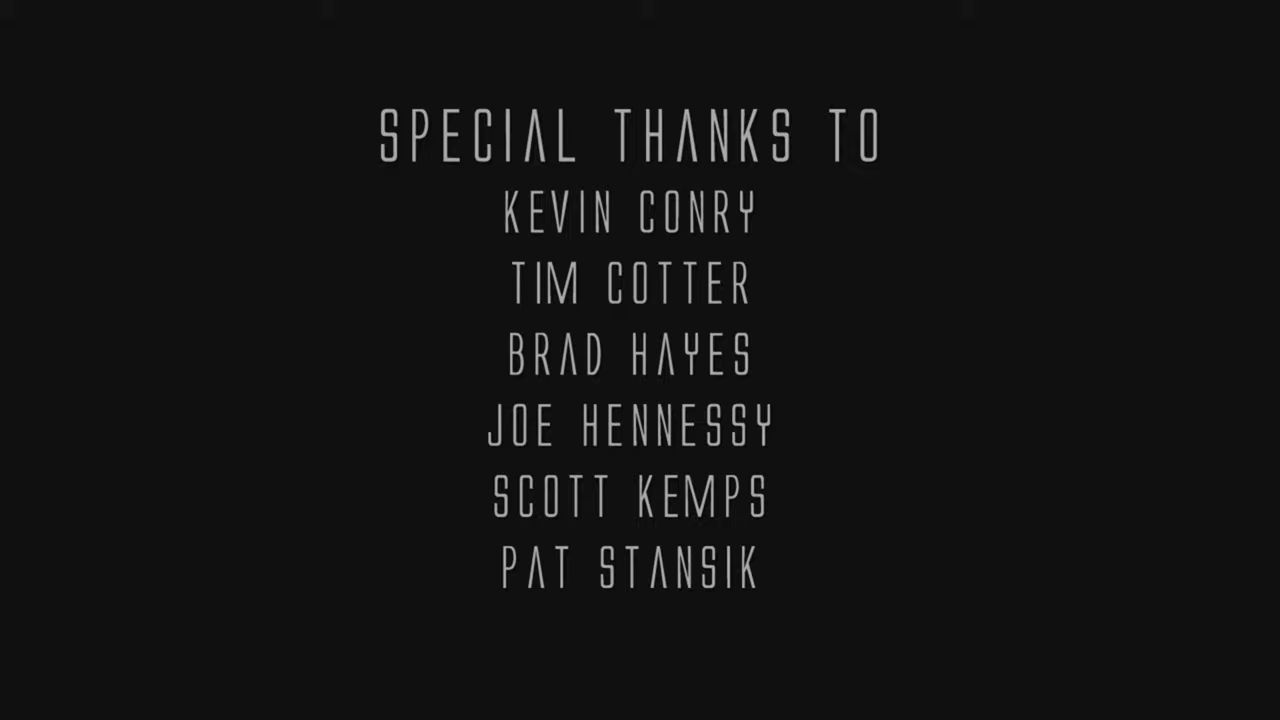 SPECIAL THANKS TO
KEVIN CONRY
TIM COTTER
BRAD HAYES
JOE HENNESSY
SCOTT KEMPS
PAT STANSIK